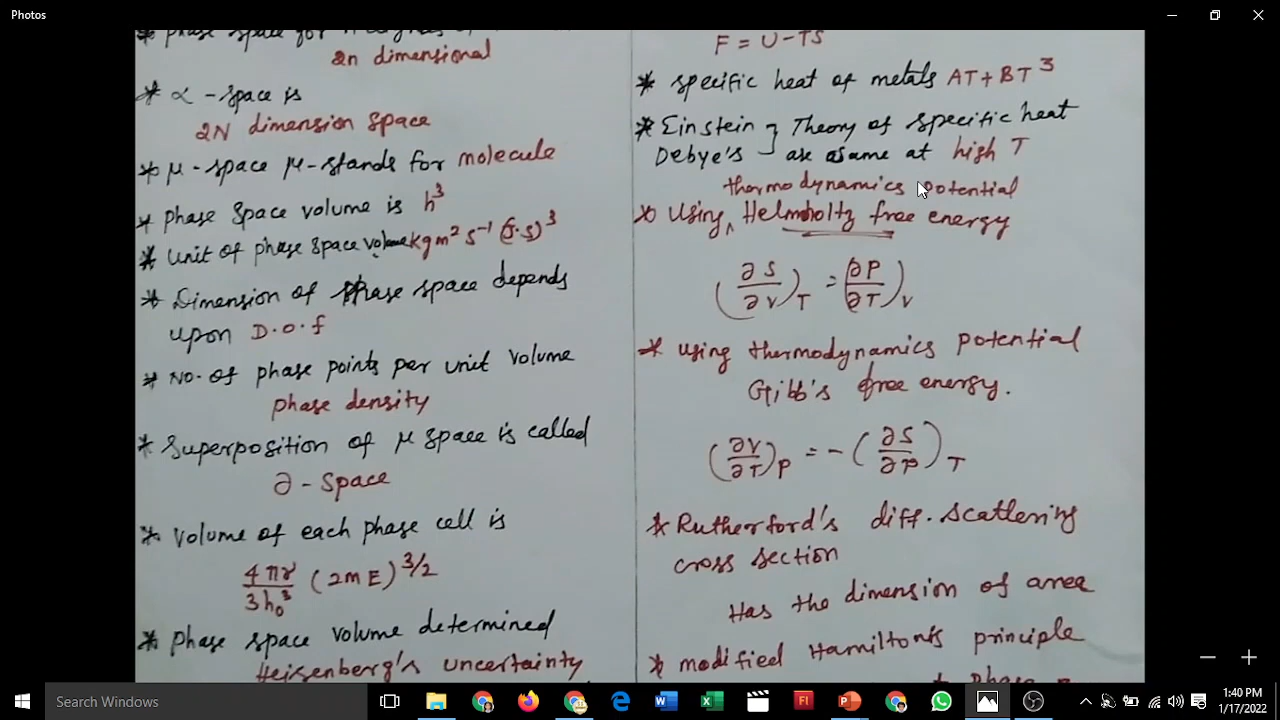 Photos
* phase space for
2n dimensional
* α - space is
2N dimension space
* μ - space μ-stands for molecule
* Phase Space volume is h³
* Unit of phase space volume kgm² s⁻¹ (J.S)³
* Dimension of phase space depends
upon D.O.f
* No. of phase points per unit volume
phase density
* Superposition of μ space is called
∂ - Space
* Volume of each phase cell is
4π / 3h₀³ (2mE)^3/2
* Phase space volume determined
Heisenberg's uncertainty
F = U - TS
* Specific heat of metals AT + BT³
* Einstein } Theory of specific heat
Debye's are same at high T
thermodynamics potential
* Using ^ Helmholtz free energy
(∂S/∂V)T = (∂P/∂T)V
* using thermodynamics potential
Gibb's free energy.
(∂V/∂T)P = - (∂S/∂P)T
* Rutherford's diff. Scattering
cross section
Has the dimension of area
* modified Hamilton's principle
Search Windows
1:40 PM
1/17/2022